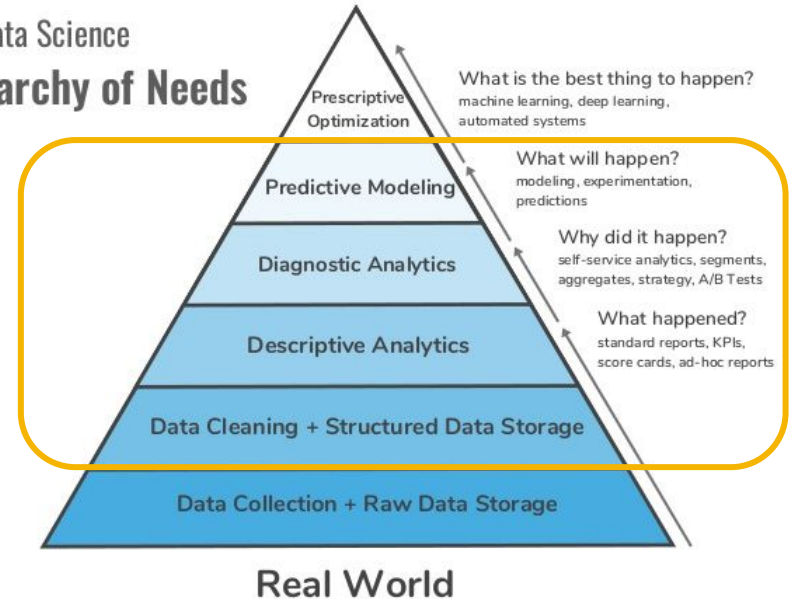 ata Science
archy of Needs
Prescriptive
Optimization
What is the best thing to happen?
machine learning, deep learning,
automated systems
Predictive Modeling
What will happen?
modeling, experimentation,
predictions
Diagnostic Analytics
Why did it happen?
self-service analytics, segments,
aggregates, strategy, A/B Tests
Descriptive Analytics
What happened?
standard reports, KPIs,
score cards, ad-hoc reports
Data Cleaning + Structured Data Storage
Data Collection + Raw Data Storage
Real World